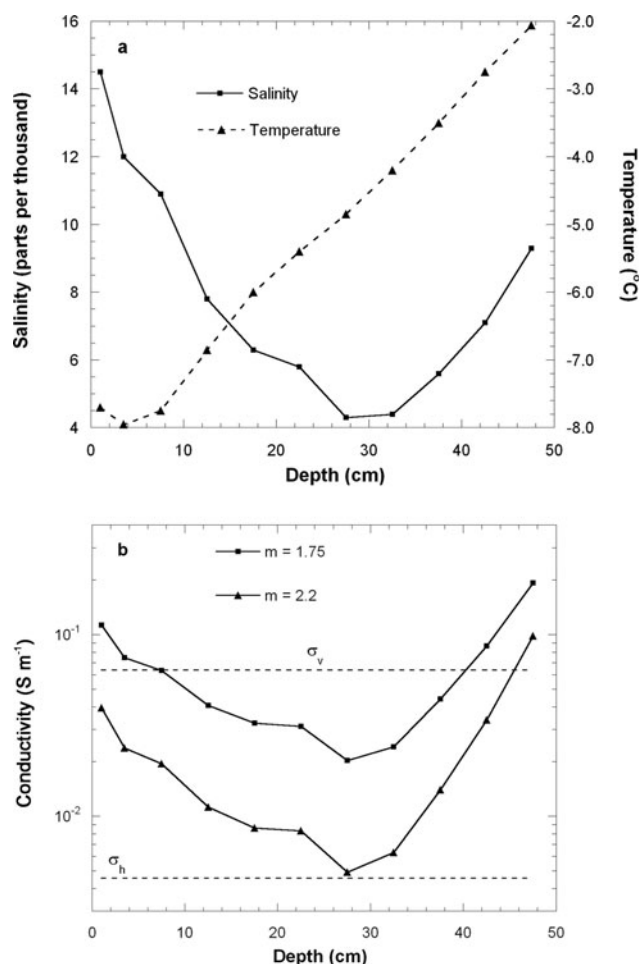 a
Salinity
Temperature
Salinity (parts per thousand)
16
14
12
10
8
6
4
Temperature (°C)
-2.0
-3.0
-4.0
-5.0
-6.0
-7.0
-8.0
0 10 20 30 40 50
Depth (cm)
b
m = 1.75
m = 2.2
Conductivity (S m⁻¹)
10⁻¹
10⁻²
σv
σh
0 10 20 30 40 50
Depth (cm)